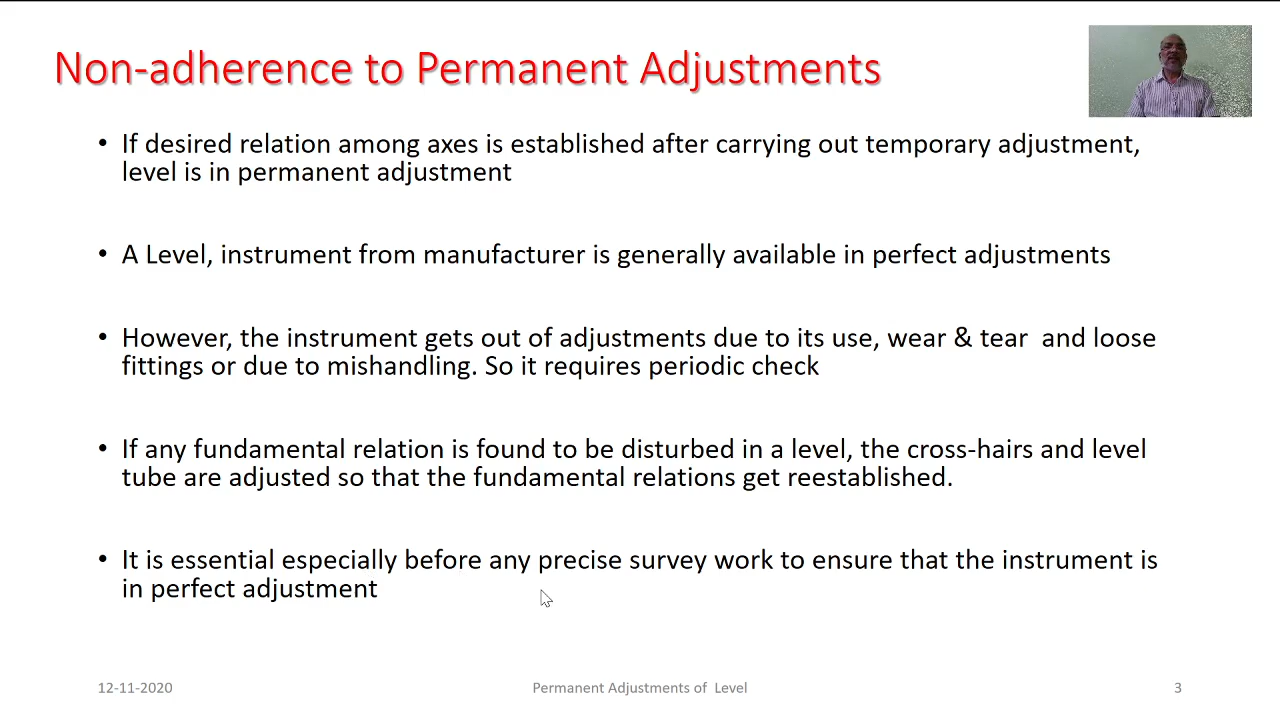 Non-adherence to Permanent Adjustments
• If desired relation among axes is established after carrying out temporary adjustment,
level is in permanent adjustment
• A Level, instrument from manufacturer is generally available in perfect adjustments
• However, the instrument gets out of adjustments due to its use, wear & tear  and loose
fittings or due to mishandling. So it requires periodic check
• If any fundamental relation is found to be disturbed in a level, the cross-hairs and level
tube are adjusted so that the fundamental relations get reestablished.
• It is essential especially before any precise survey work to ensure that the instrument is
in perfect adjustment
12-11-2020
Permanent Adjustments of  Level
3